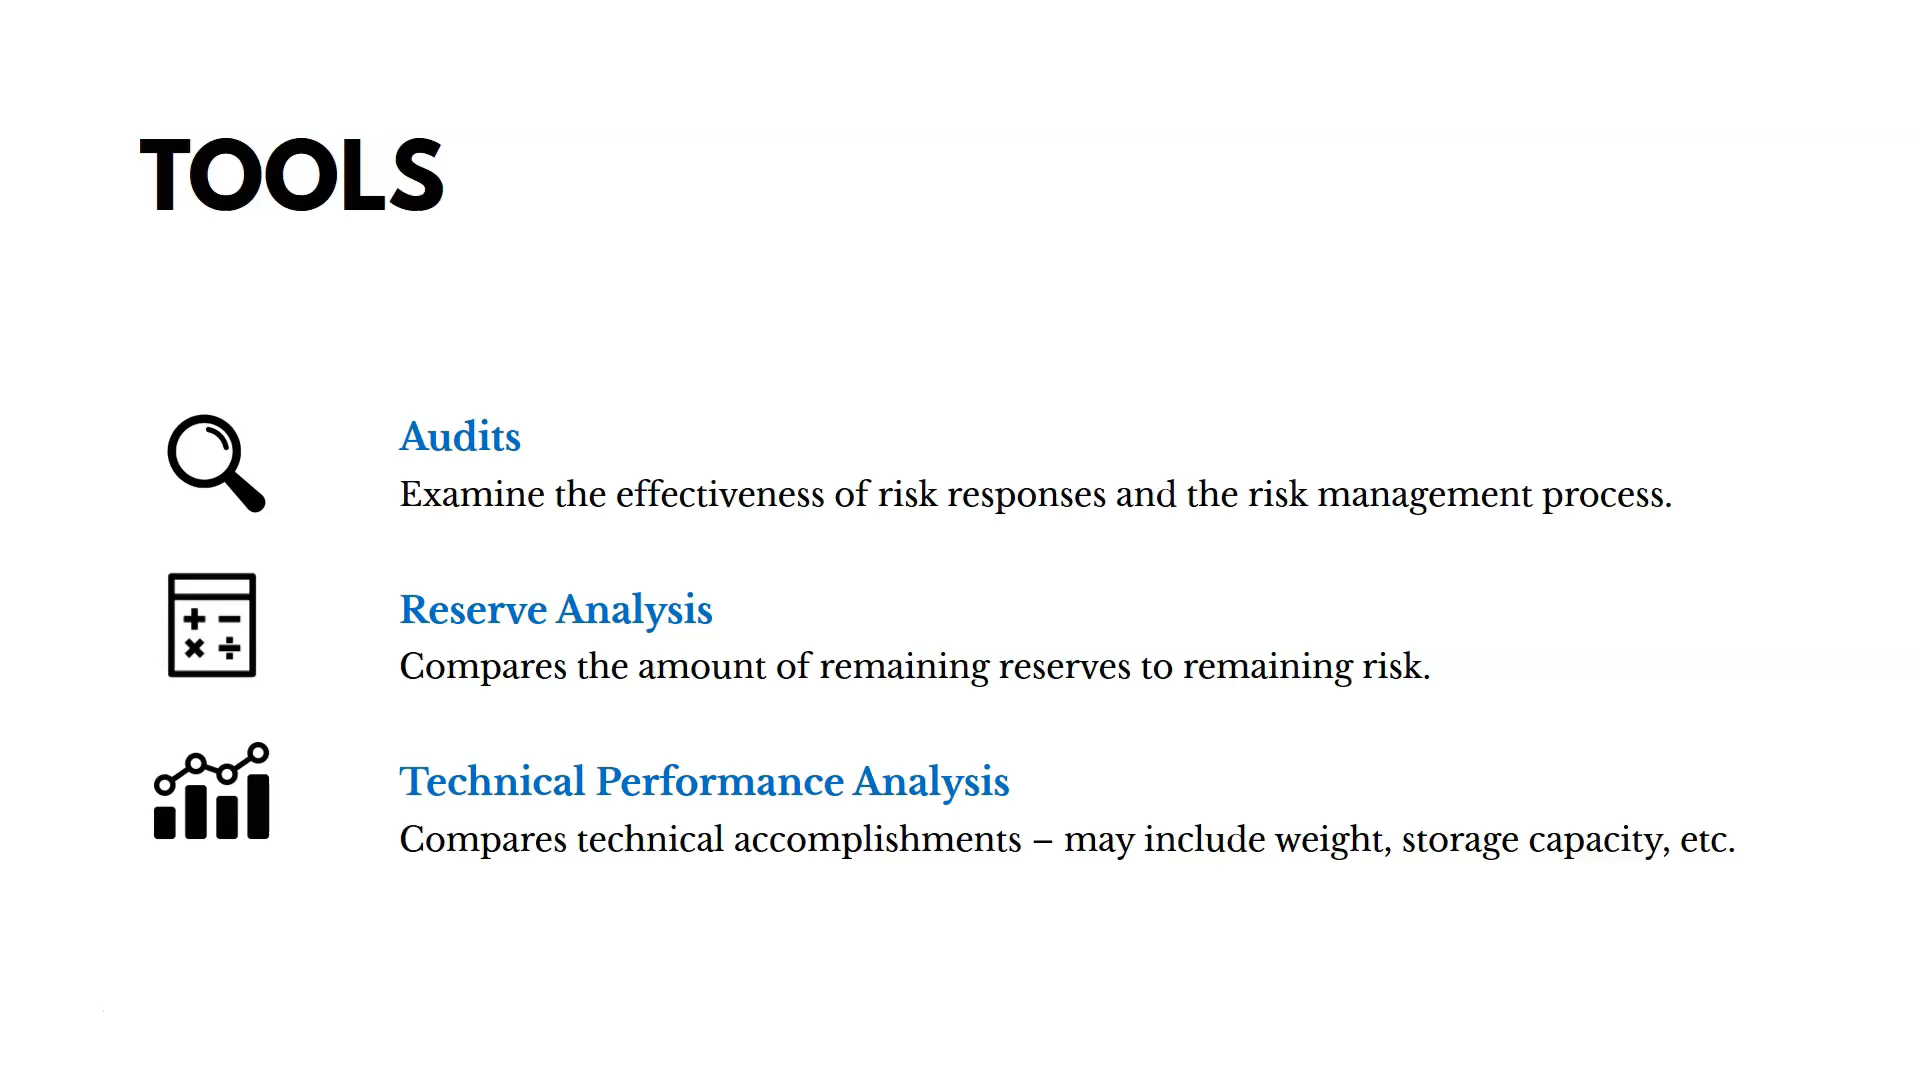 TOOLS
Audits
Examine the effectiveness of risk responses and the risk management process.
Reserve Analysis
Compares the amount of remaining reserves to remaining risk.
Technical Performance Analysis
Compares technical accomplishments – may include weight, storage capacity, etc.